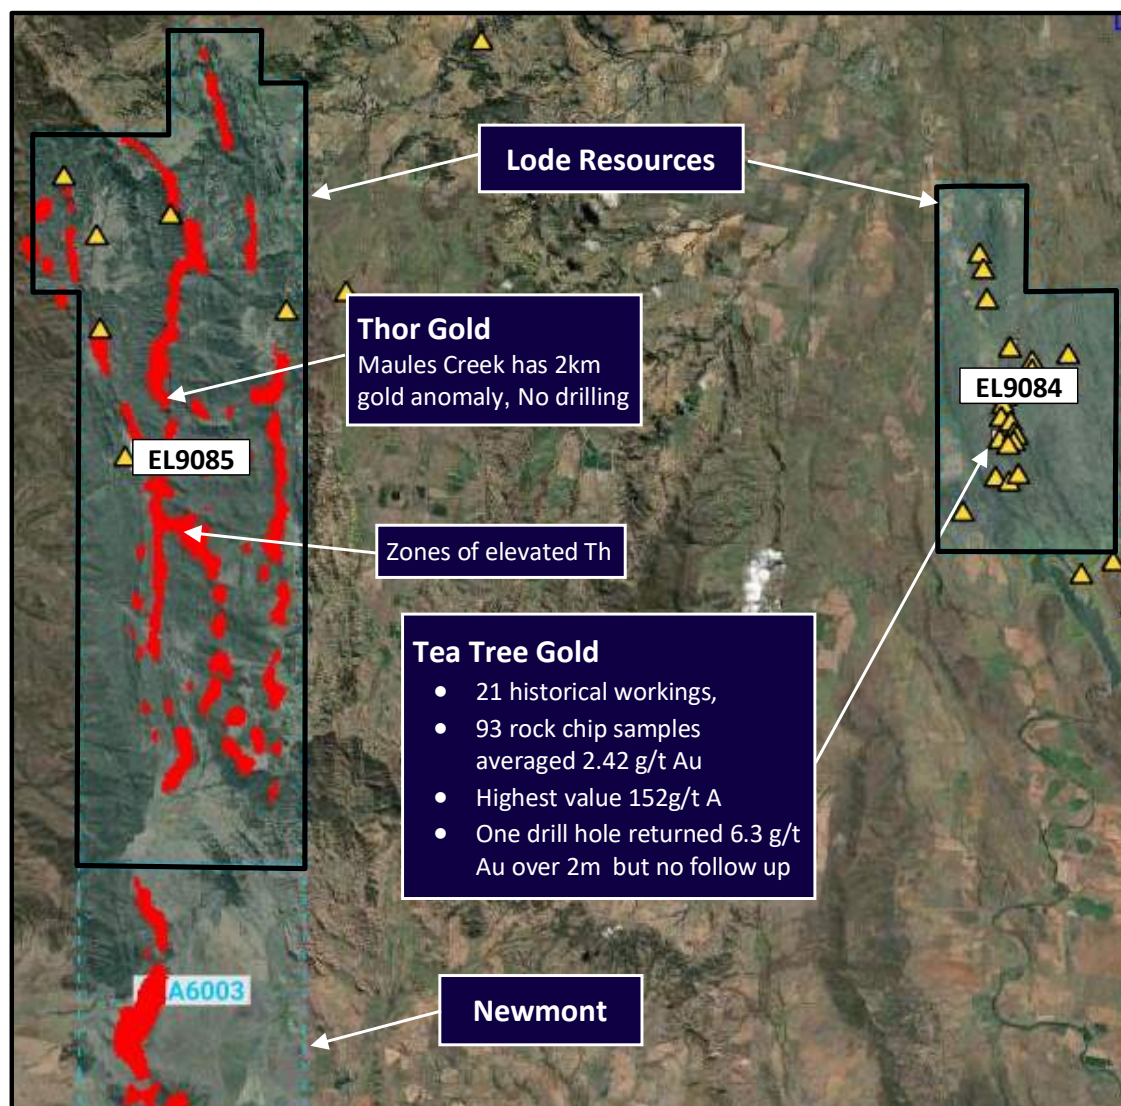 Lode Resources
Thor Gold
Maules Creek has 2km
gold anomaly, No drilling
EL9084
EL9085
Zones of elevated Th
Tea Tree Gold
• 21 historical workings,
• 93 rock chip samples
averaged 2.42 g/t Au
• Highest value 152g/t A
• One drill hole returned 6.3 g/t
Au over 2m but no follow up
A6003
Newmont